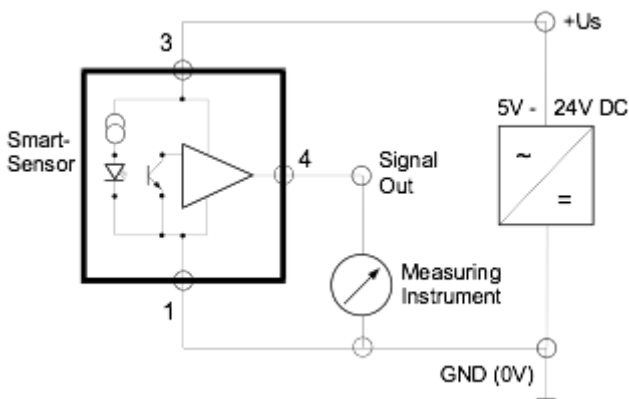 +Us
3
5V - 24V DC
Smart-
Sensor
4
Signal
Out
~
=
Measuring
Instrument
1
GND (0V)